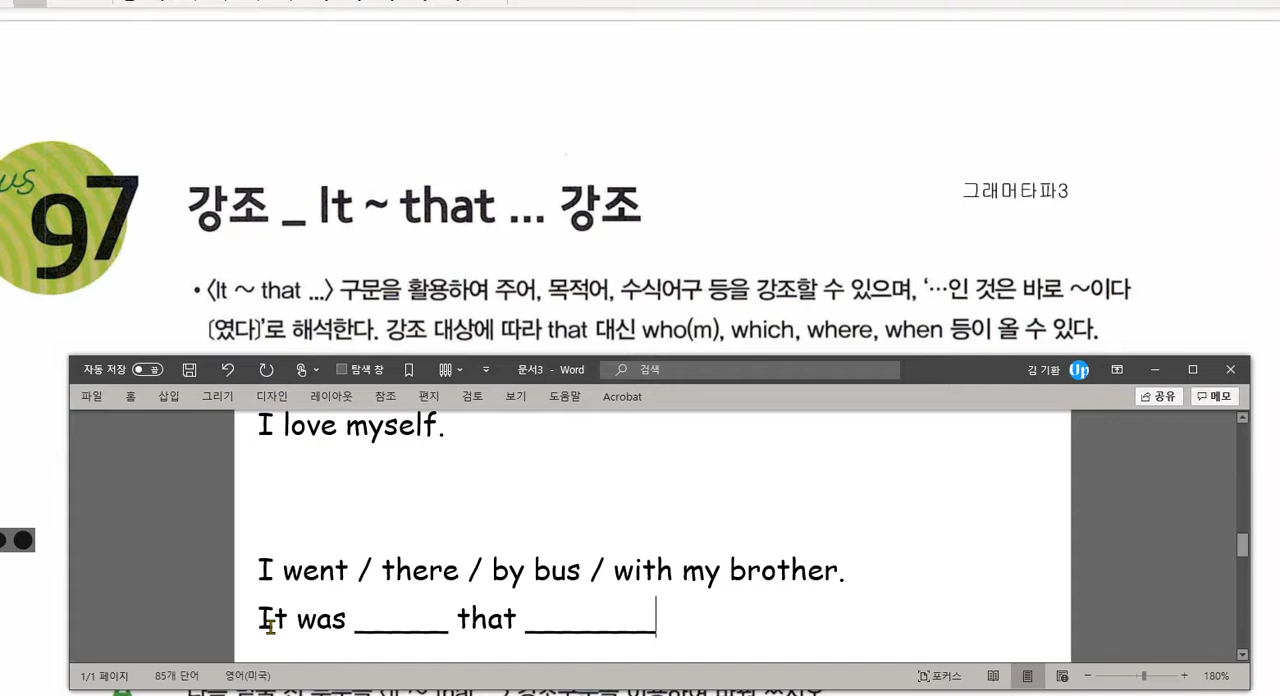 us
97
강조 _ It ~ that ... 강조
그래머타파3
• 〈It ~ that ...〉 구문을 활용하여 주어, 목적어, 수식어구 등을 강조할 수 있으며, ‘…인 것은 바로 ~이다
〔였다〕’로 해석한다. 강조 대상에 따라 that 대신 who(m), which, where, when 등이 올 수 있다.
자동 저장 끔 탐색 창 문서3 - Word 검색 김 기환 Up
파일 홈 삽입 그리기 디자인 레이아웃 참조 편지 검토 보기 도움말 Acrobat 공유 메모
I love myself.
I went / there / by bus / with my brother.
It was ______ that ________
1/1 페이지 85개 단어 영어(미국) 포커스 180%